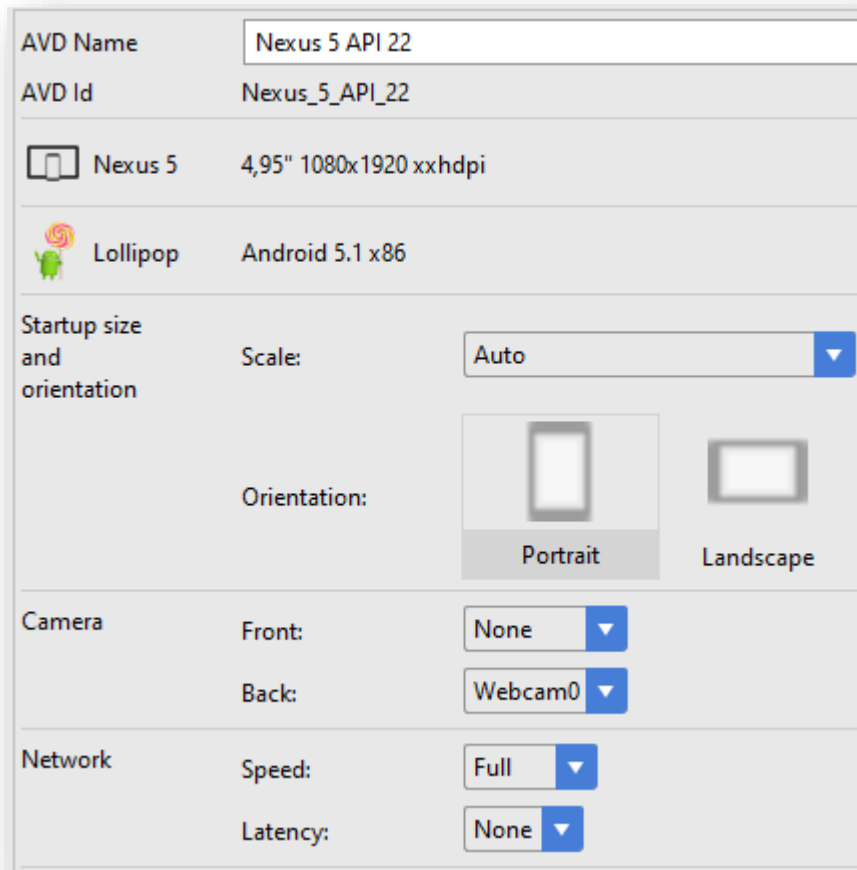 AVD Name Nexus 5 API 22
AVD Id Nexus_5_API_22
Nexus 5 4,95" 1080x1920 xxhdpi
Lollipop Android 5.1 x86
Startup size
and
orientation
Scale: Auto
Orientation:
Portrait Landscape
Camera Front: None
Back: Webcam0
Network Speed: Full
Latency: None